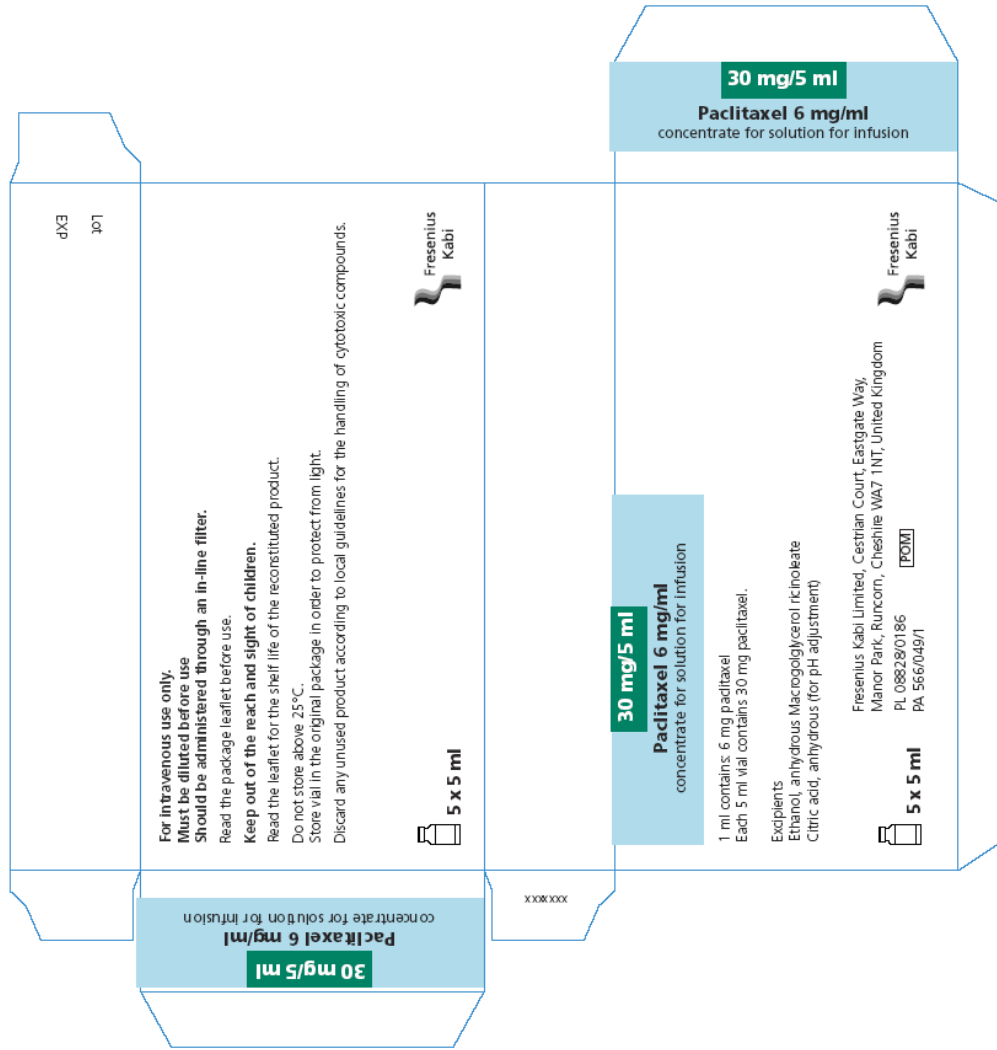 30 mg/5 ml
Paclitaxel 6 mg/ml
concentrate for solution for infusion
Lot
EXP
For intravenous use only.
Must be diluted before use
Should be administered through an in-line filter.
Read the package leaflet before use.
Keep out of the reach and sight of children.
Read the leaflet for the shelf life of the reconstituted product.
Do not store above 25°C.
Store vial in the original package in order to protect from light.
Discard any unused product according to local guidelines for the handling of cytotoxic compounds.
5 x 5 ml
Fresenius
Kabi
30 mg/5 ml
Paclitaxel 6 mg/ml
concentrate for solution for infusion
1 ml contains: 6 mg paclitaxel
Each 5 ml vial contains 30 mg paclitaxel.
Excipients
Ethanol, anhydrous Macrogolglycerol ricinoleate
Citric acid, anhydrous (for pH adjustment)
Fresenius Kabi Limited, Cestrian Court, Eastgate Way,
Manor Park, Runcorn, Cheshire WA7 1NT, United Kingdom
PL 08828/0186
PA 566/049/1
POM
5 x 5 ml
Fresenius
Kabi
xxxxxxx
30 mg/5 ml
Paclitaxel 6 mg/ml
concentrate for solution for infusion